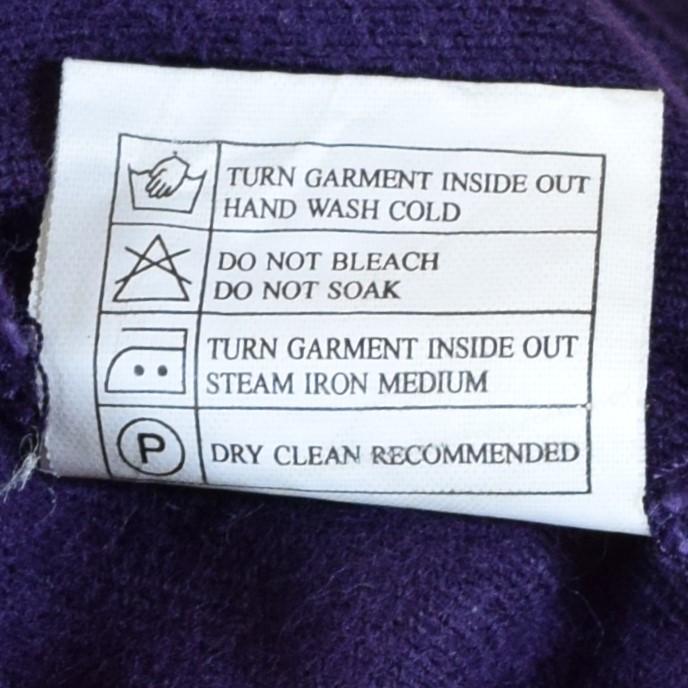 TURN GARMENT INSIDE OUT
HAND WASH COLD
DO NOT BLEACH
DO NOT SOAK
TURN GARMENT INSIDE OUT
STEAM IRON MEDIUM
P
DRY CLEAN RECOMMENDED